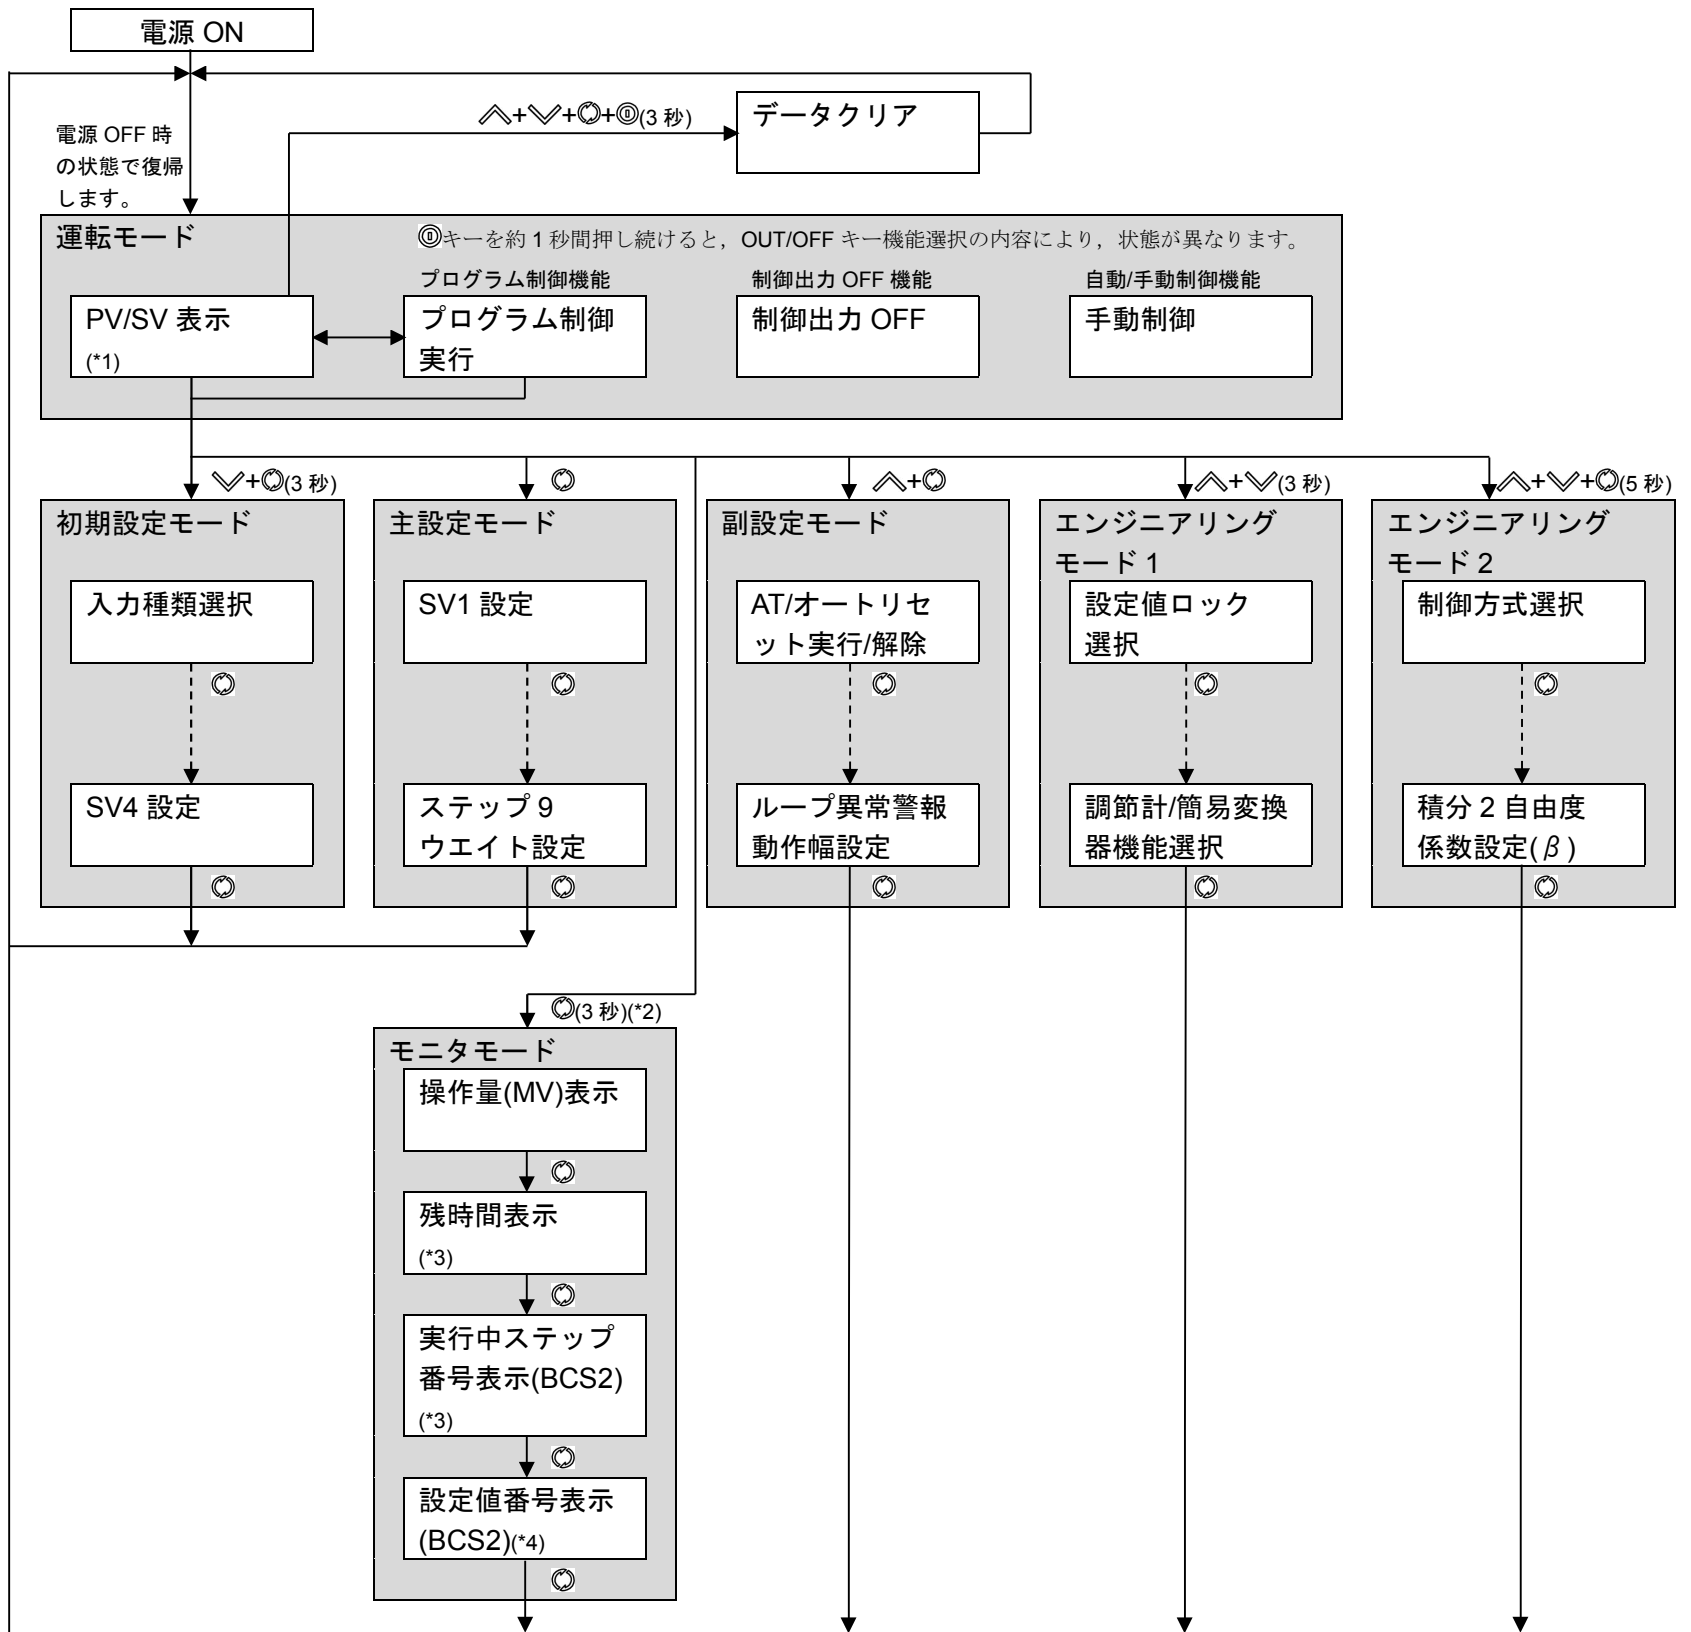 電源 ON
電源 OFF 時
の状態で復帰
します。
+ + + (3 秒)
データクリア
運転モード
キーを約 1 秒間押し続けると，OUT/OFF キー機能選択の内容により，状態が異なります。
プログラム制御機能
制御出力 OFF 機能
自動/手動制御機能
PV/SV 表示
(*1)
プログラム制御
実行
制御出力 OFF
手動制御
+ (3 秒)
+
+ (3 秒)
+ + (5 秒)
初期設定モード
入力種類選択
SV4 設定
主設定モード
SV1 設定
ステップ 9
ウエイト設定
副設定モード
AT/オートリセ
ット実行/解除
ループ異常警報
動作幅設定
エンジニアリング
モード 1
設定値ロック
選択
調節計/簡易変換
器機能選択
エンジニアリング
モード 2
制御方式選択
積分 2 自由度
係数設定(β)
(3 秒)(*2)
モニタモード
操作量(MV)表示
残時間表示
(*3)
実行中ステップ
番号表示(BCS2)
(*3)
設定値番号表示
(BCS2)(*4)